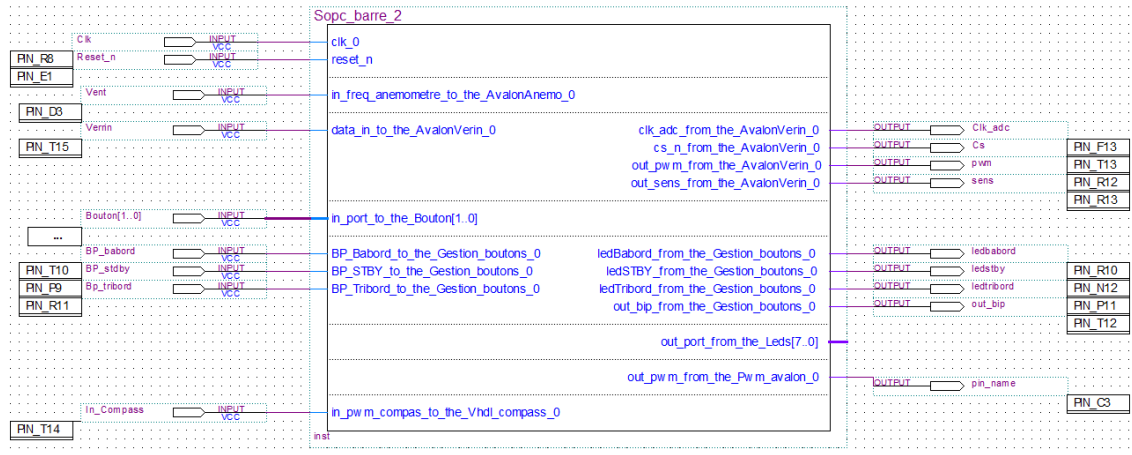 Sopc_barre_2
Clk INPUT VCC clk_0
PIN_R8 Reset_n INPUT VCC reset_n
PIN_E1
Vent INPUT VCC in_freq_anemometre_to_the_AvalonAnemo_0
PIN_D3
Verrin INPUT VCC data_in_to_the_AvalonVerin_0 clk_adc_from_the_AvalonVerin_0 OUTPUT Clk_adc
PIN_T15 cs_n_from_the_AvalonVerin_0 OUTPUT Cs PIN_F13
out_pwm_from_the_AvalonVerin_0 OUTPUT pwm PIN_T13
out_sens_from_the_AvalonVerin_0 OUTPUT sens PIN_R12
PIN_R13
Bouton[1..0] INPUT VCC in_port_to_the_Bouton[1..0]
...
BP_babord INPUT VCC BP_Babord_to_the_Gestion_boutons_0 ledBabord_from_the_Gestion_boutons_0 OUTPUT ledbabord
PIN_T10 BP_stdby INPUT VCC BP_STBY_to_the_Gestion_boutons_0 ledSTBY_from_the_Gestion_boutons_0 OUTPUT ledstby PIN_R10
PIN_P9 Bp_tribord INPUT VCC BP_Tribord_to_the_Gestion_boutons_0 ledTribord_from_the_Gestion_boutons_0 OUTPUT ledtribord PIN_N12
PIN_R11 out_bip_from_the_Gestion_boutons_0 OUTPUT out_bip PIN_P11
PIN_T12
out_port_from_the_Leds[7..0]
out_pwm_from_the_Pwm_avalon_0 OUTPUT pin_name
PIN_C3
In_Compass INPUT VCC in_pwm_compas_to_the_Vhdl_compass_0
PIN_T14
inst